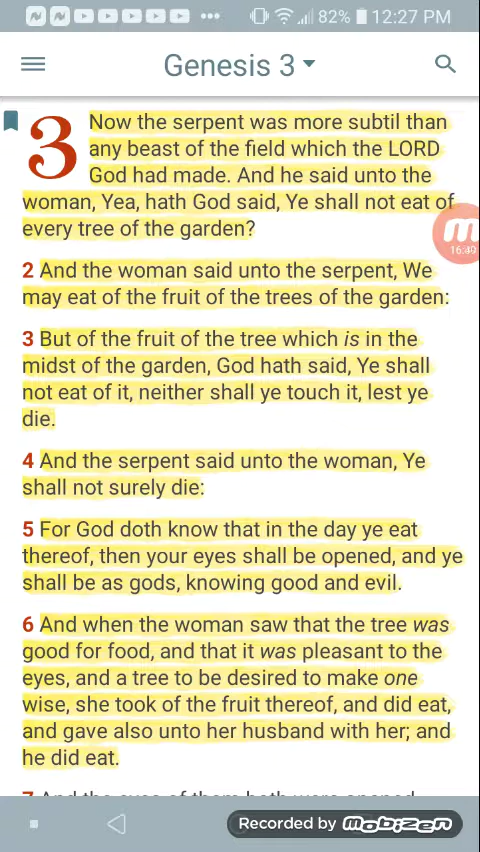 82% 12:27 PM
Genesis 3
3 Now the serpent was more subtil than
any beast of the field which the LORD
God had made. And he said unto the
woman, Yea, hath God said, Ye shall not eat of
every tree of the garden?
16:49
2 And the woman said unto the serpent, We
may eat of the fruit of the trees of the garden:
3 But of the fruit of the tree which is in the
midst of the garden, God hath said, Ye shall
not eat of it, neither shall ye touch it, lest ye
die.
4 And the serpent said unto the woman, Ye
shall not surely die:
5 For God doth know that in the day ye eat
thereof, then your eyes shall be opened, and ye
shall be as gods, knowing good and evil.
6 And when the woman saw that the tree was
good for food, and that it was pleasant to the
eyes, and a tree to be desired to make one
wise, she took of the fruit thereof, and did eat,
and gave also unto her husband with her; and
he did eat.
7 And the eyes of them both were opened
Recorded by Mobizen